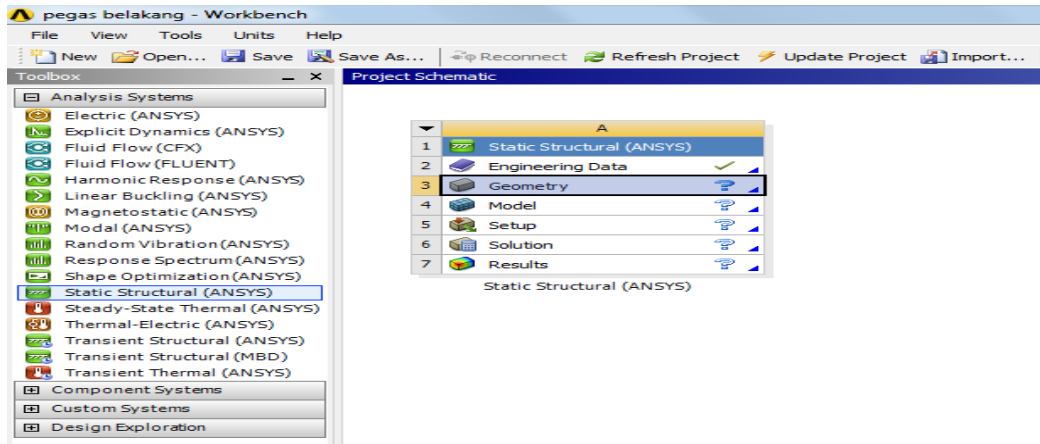 pegas belakang - Workbench
File View Tools Units Help
New Open... Save Save As... Reconnect Refresh Project Update Project Import...
Toolbox
Project Schematic
Analysis Systems
Electric (ANSYS)
Explicit Dynamics (ANSYS)
Fluid Flow (CFX)
Fluid Flow (FLUENT)
Harmonic Response (ANSYS)
Linear Buckling (ANSYS)
Magnetostatic (ANSYS)
Modal (ANSYS)
Random Vibration (ANSYS)
Response Spectrum (ANSYS)
Shape Optimization (ANSYS)
Static Structural (ANSYS)
Steady-State Thermal (ANSYS)
Thermal-Electric (ANSYS)
Transient Structural (ANSYS)
Transient Structural (MBD)
Transient Thermal (ANSYS)
Component Systems
Custom Systems
Design Exploration
A
1 Static Structural (ANSYS)
2 Engineering Data
3 Geometry ?
4 Model ?
5 Setup ?
6 Solution ?
7 Results ?
Static Structural (ANSYS)